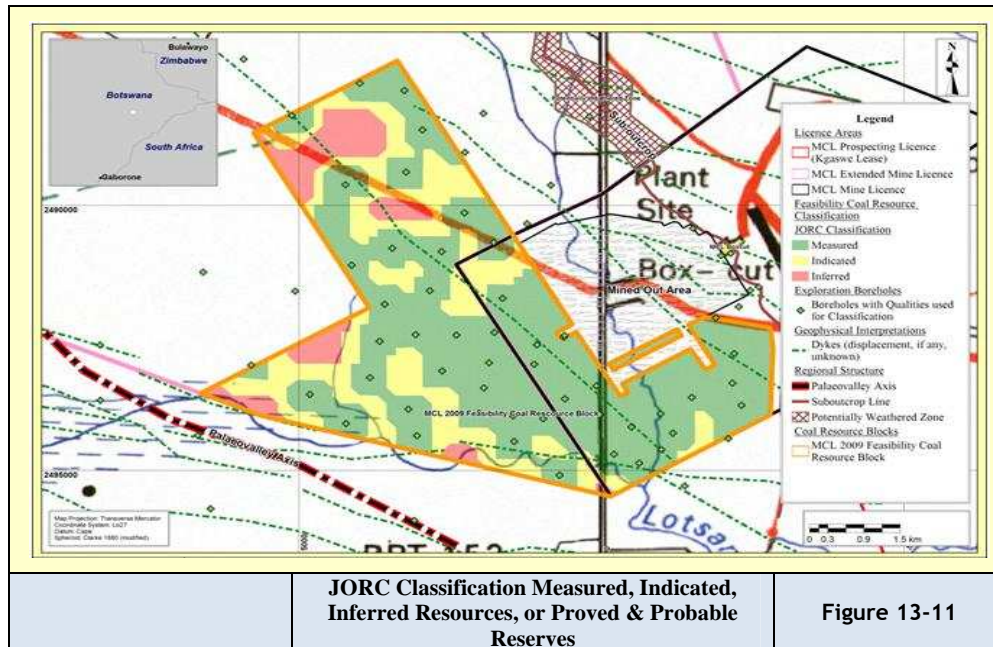 Bulawayo
Zimbabwe
Botswana
South Africa
Gaborone
N
Suboutcrop
Plant
Site
Box- cut
Mined Out Area
MCL 2009 Feasibility Coal Resource Block
Palaeovalley Axis
Lotsan
2490000
2495000
Legend
Licence Areas
MCL Prospecting Licence
(Kgaswe Lease)
MCL Extended Mine Licence
MCL Mine Licence
Feasibility Coal Resource
Classification
JORC Classification
Measured
Indicated
Inferred
Exploration Boreholes
Boreholes with Qualities used
for Classification
Geophysical Interpretations
Dykes (displacement, if any,
unknown)
Regional Structure
Palaeovalley Axis
Suboutcrop Line
Potentially Weathered Zone
Coal Resource Blocks
MCL 2009 Feasibility Coal
Resource Block
Map Projection: Transverse Mercator
Coordinate System: Lo27
Datum: Cape
Spheroid: Clarke 1880 (modified)
0 0.3 0.9 1.5 km
JORC Classification Measured, Indicated,
Inferred Resources, or Proved & Probable
Reserves
Figure 13-11